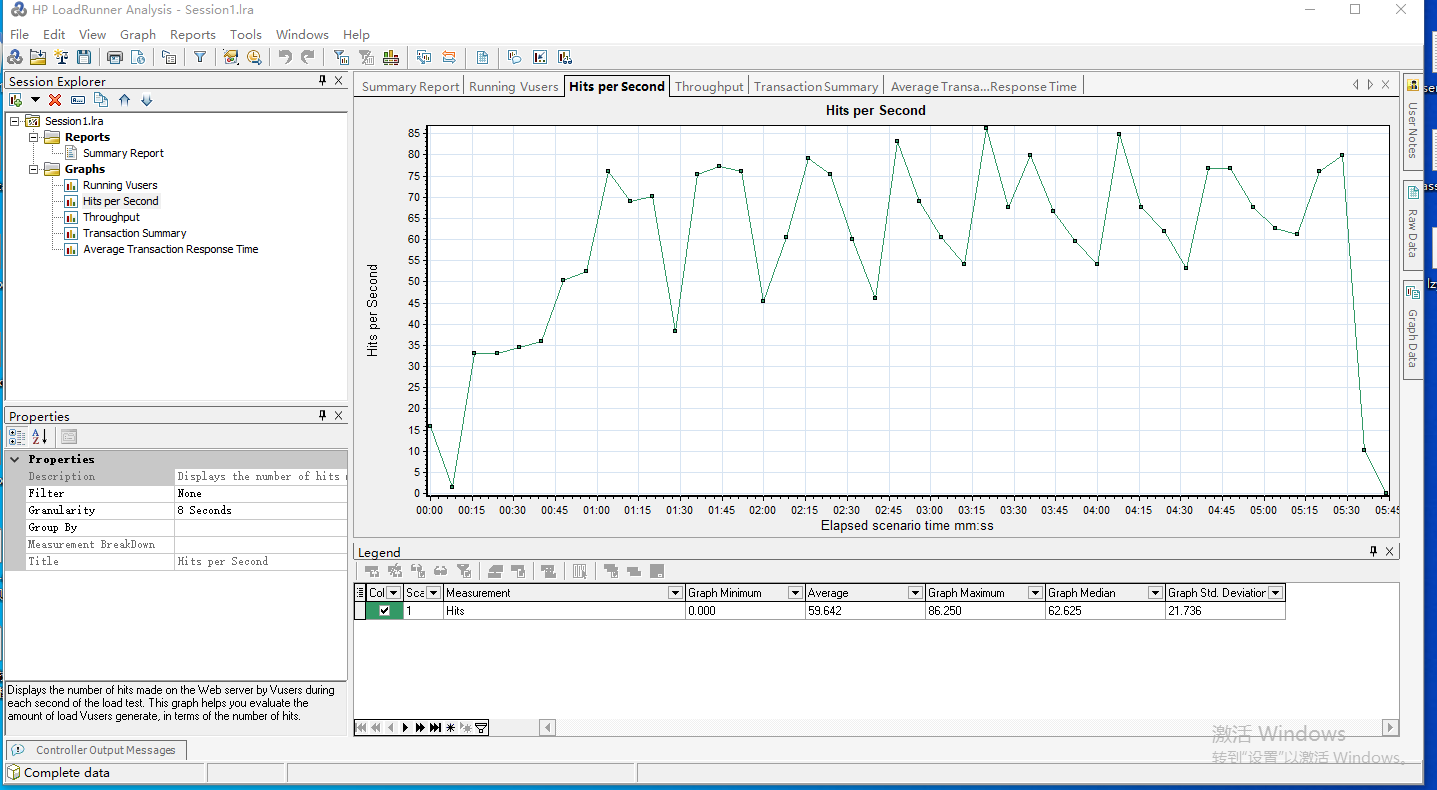 HP LoadRunner Analysis - Session1.lra
File Edit View Graph Reports Tools Windows Help
Session Explorer
Session1.lra
Reports
Summary Report
Graphs
Running Vusers
Hits per Second
Throughput
Transaction Summary
Average Transaction Response Time
Properties
Properties
Description Displays the number of hits
Filter None
Granularity 8 Seconds
Group By
Measurement BreakDown
Title Hits per Second
Displays the number of hits made on the Web server by Vusers during
each second of the load test. This graph helps you evaluate the
amount of load Vusers generate, in terms of the number of hits.
Controller Output Messages
Complete data
Summary Report Running Vusers Hits per Second Throughput Transaction Summary Average Transa...Response Time
Hits per Second
Hits per Second
85
80
75
70
65
60
55
50
45
40
35
30
25
20
15
10
5
0
00:00 00:15 00:30 00:45 01:00 01:15 01:30 01:45 02:00 02:15 02:30 02:45 03:00 03:15 03:30 03:45 04:00 04:15 04:30 04:45 05:00 05:15 05:30 05:45
Elapsed scenario time mm:ss
Legend
Col Sca Measurement Graph Minimum Average Graph Maximum Graph Median Graph Std. Deviation
1 Hits 0.000 59.642 86.250 62.625 21.736
User Notes
Raw Data
Graph Data
激活 Windows
转到"设置"以激活 Windows。